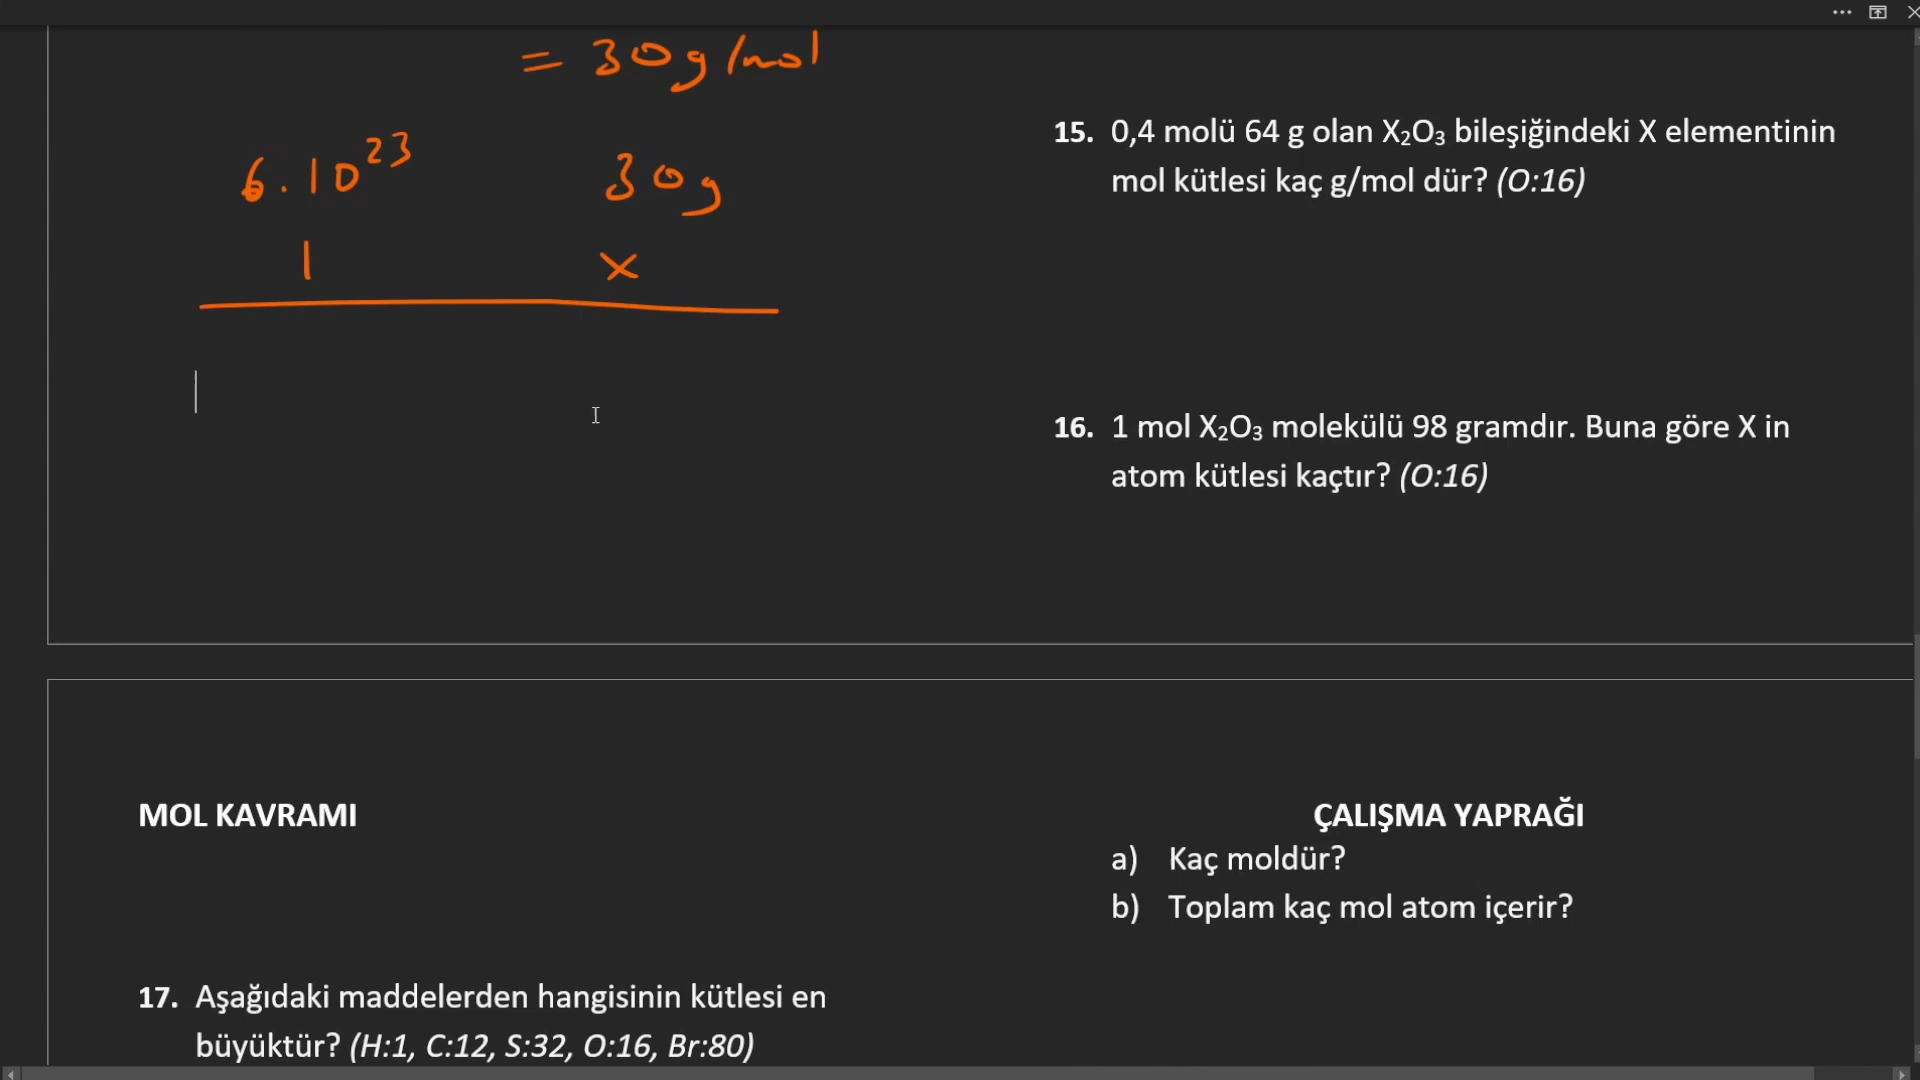 = 30 g/mol
6.10²³ 30g
1 x
15. 0,4 molü 64 g olan X₂O₃ bileşiğindeki X elementinin
mol kütlesi kaç g/mol dür? (O:16)
16. 1 mol X₂O₃ molekülü 98 gramdır. Buna göre X in
atom kütlesi kaçtır? (O:16)
MOL KAVRAMI
17. Aşağıdaki maddelerden hangisinin kütlesi en
büyüktür? (H:1, C:12, S:32, O:16, Br:80)
ÇALIŞMA YAPRAĞI
a) Kaç moldür?
b) Toplam kaç mol atom içerir?